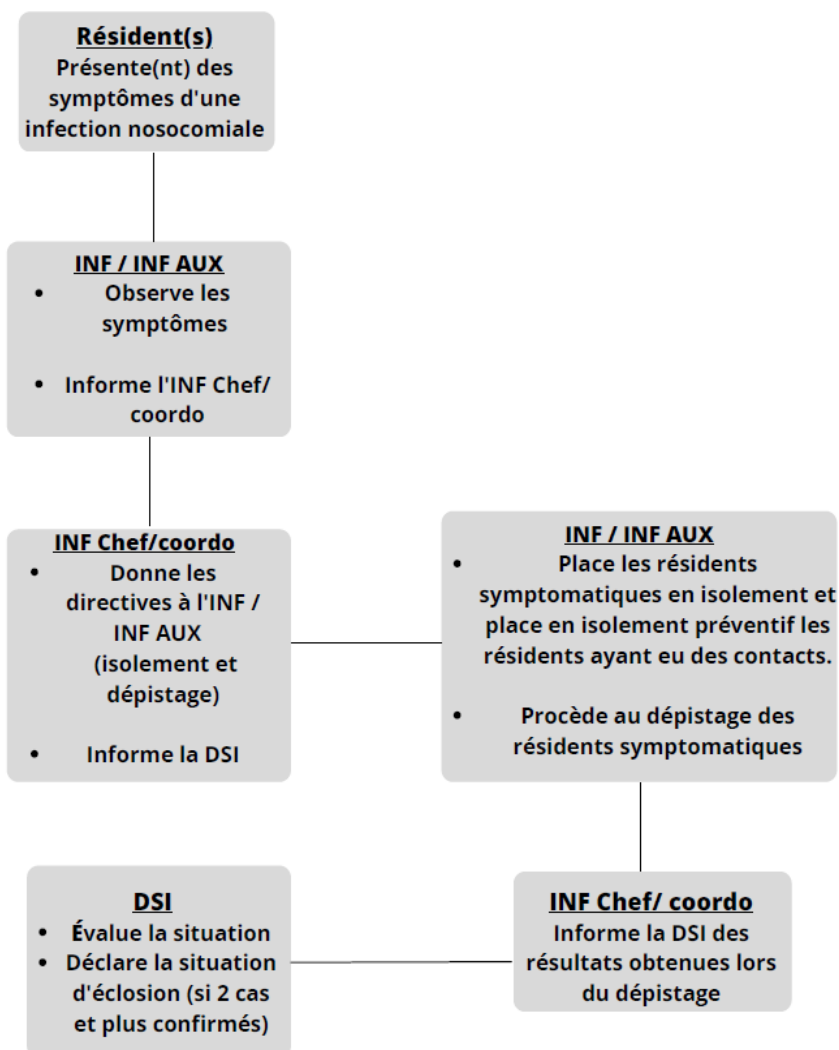 Résident(s)
Présente(nt) des
symptômes d'une
infection nosocomiale
INF / INF AUX
• Observe les
symptômes
• Informe l'INF Chef/
coordo
INF Chef/coordo
• Donne les
directives à l'INF /
INF AUX
(isolement et
dépistage)
• Informe la DSI
INF / INF AUX
• Place les résidents
symptomatiques en isolement et
place en isolement préventif les
résidents ayant eu des contacts.
• Procède au dépistage des
résidents symptomatiques
INF Chef/ coordo
Informe la DSI des
résultats obtenues lors
du dépistage
DSI
• Évalue la situation
• Déclare la situation
d'éclosion (si 2 cas
et plus confirmés)